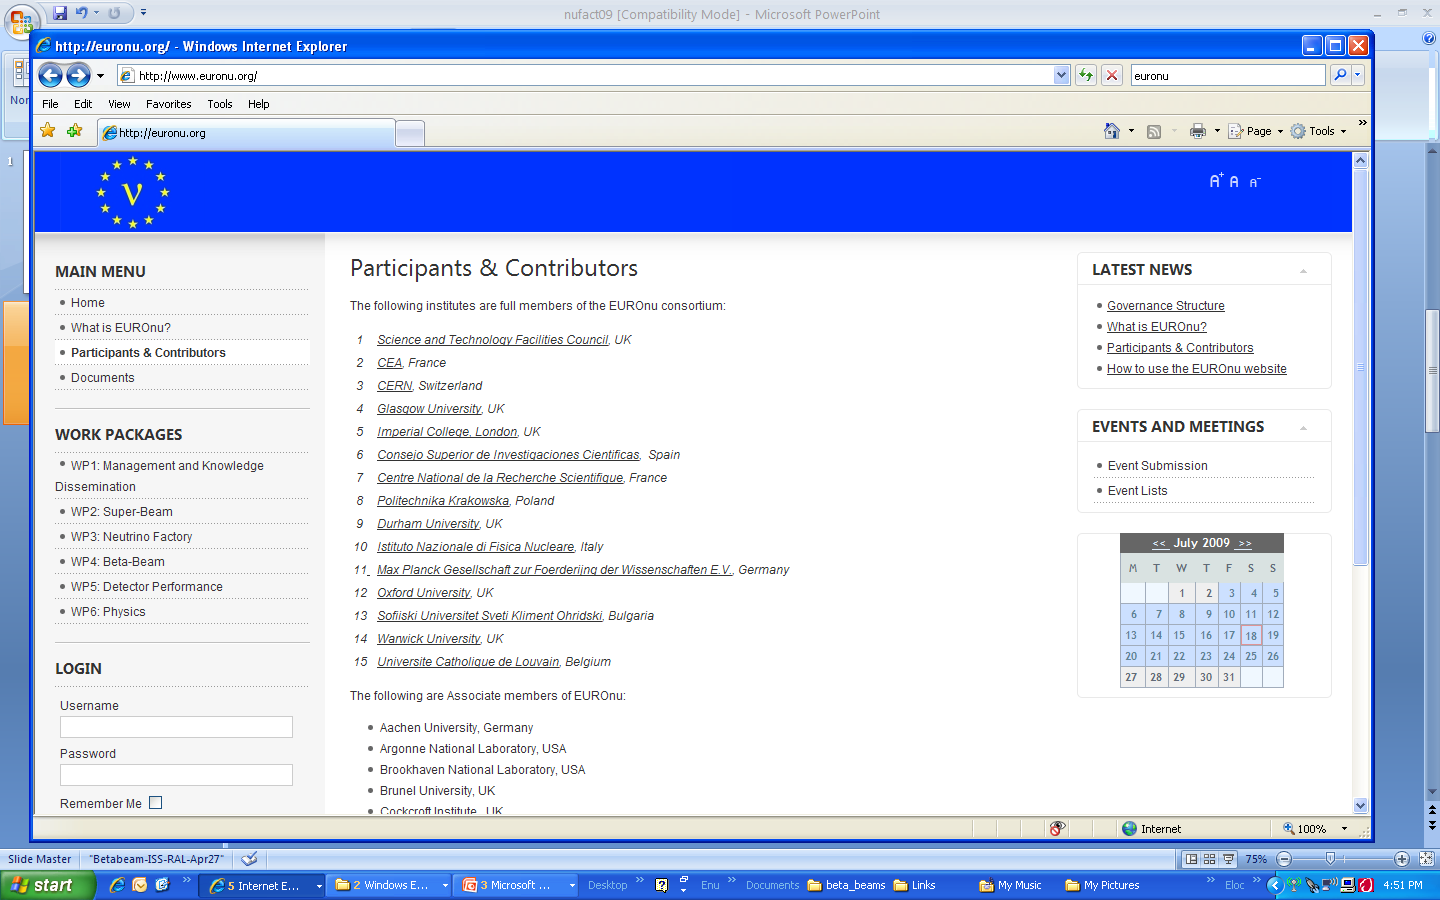 nufact09 [Compatibility Mode] - Microsoft PowerPoint
http://euronu.org/ - Windows Internet Explorer
http://www.euronu.org/
euronu
File Edit View Favorites Tools Help
http://euronu.org
Page Tools
ν
A+ A A-
MAIN MENU
Home
What is EUROnu?
Participants & Contributors
Documents
WORK PACKAGES
WP1: Management and Knowledge
Dissemination
WP2: Super-Beam
WP3: Neutrino Factory
WP4: Beta-Beam
WP5: Detector Performance
WP6: Physics
LOGIN
Username
Password
Remember Me
Participants & Contributors
The following institutes are full members of the EUROnu consortium:
1 Science and Technology Facilities Council, UK
2 CEA, France
3 CERN, Switzerland
4 Glasgow University, UK
5 Imperial College, London, UK
6 Consejo Superior de Investigaciones Cientificas, Spain
7 Centre National de la Recherche Scientifique, France
8 Politechnika Krakowska, Poland
9 Durham University, UK
10 Istituto Nazionale di Fisica Nucleare, Italy
11 Max Planck Gesellschaft zur Foerderijng der Wissenschaften E.V., Germany
12 Oxford University, UK
13 Sofiiski Universitet Sveti Kliment Ohridski, Bulgaria
14 Warwick University, UK
15 Universite Catholique de Louvain, Belgium
The following are Associate members of EUROnu:
Aachen University, Germany
Argonne National Laboratory, USA
Brookhaven National Laboratory, USA
Brunel University, UK
Cockcroft Institute, UK
LATEST NEWS
Governance Structure
What is EUROnu?
Participants & Contributors
How to use the EUROnu website
EVENTS AND MEETINGS
Event Submission
Event Lists
<< July 2009 >>
M T W T F S S
1 2 3 4 5
6 7 8 9 10 11 12
13 14 15 16 17 18 19
20 21 22 23 24 25 26
27 28 29 30 31
Internet 100%
Nor
1
Slide Master "Betabeam-ISS-RAL-Apr27" 75%
start 5 Internet E... 2 Windows E... 3 Microsoft ... Desktop Enu Documents beta_beams Links My Music My Pictures Eloc 4:51 PM